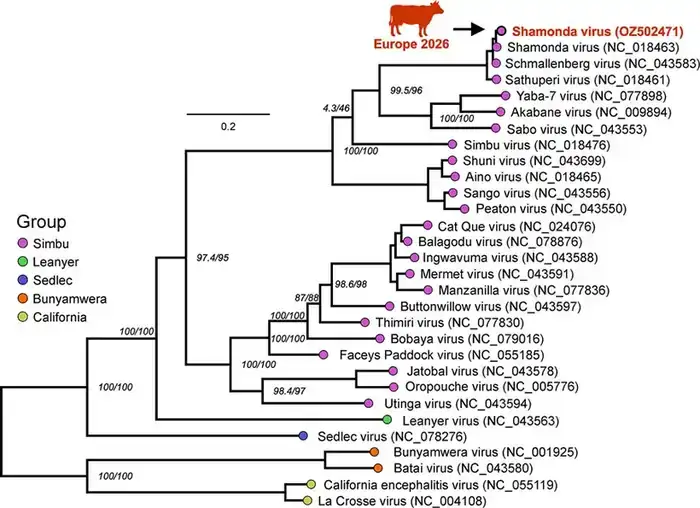 Europe 2026
Shamonda virus (OZ502471)
Shamonda virus (NC_018463)
Schmallenberg virus (NC_043583)
Sathuperi virus (NC_018461)
99.5/96
Yaba-7 virus (NC_077898)
4.3/46
Akabane virus (NC_009894)
100/100
Sabo virus (NC_043553)
0.2
Simbu virus (NC_018476)
100/100
Shuni virus (NC_043699)
Aino virus (NC_018465)
Sango virus (NC_043556)
Peaton virus (NC_043550)
Group
Simbu
Leanyer
Sedlec
Bunyamwera
California
Cat Que virus (NC_024076)
Balagodu virus (NC_078876)
97.4/95
Ingwavuma virus (NC_043588)
Mermet virus (NC_043591)
98.6/98
Manzanilla virus (NC_077836)
87/88
Buttonwillow virus (NC_043597)
100/100
Thimiri virus (NC_077830)
100/100
100/100
Bobaya virus (NC_079016)
Faceys Paddock virus (NC_055185)
100/100
Jatobal virus (NC_043578)
100/100
Oropouche virus (NC_005776)
98.4/97
Utinga virus (NC_043594)
Leanyer virus (NC_043563)
Sedlec virus (NC_078276)
Bunyamwera virus (NC_001925)
Batai virus (NC_043580)
100/100
California encephalitis virus (NC_055119)
La Crosse virus (NC_004108)